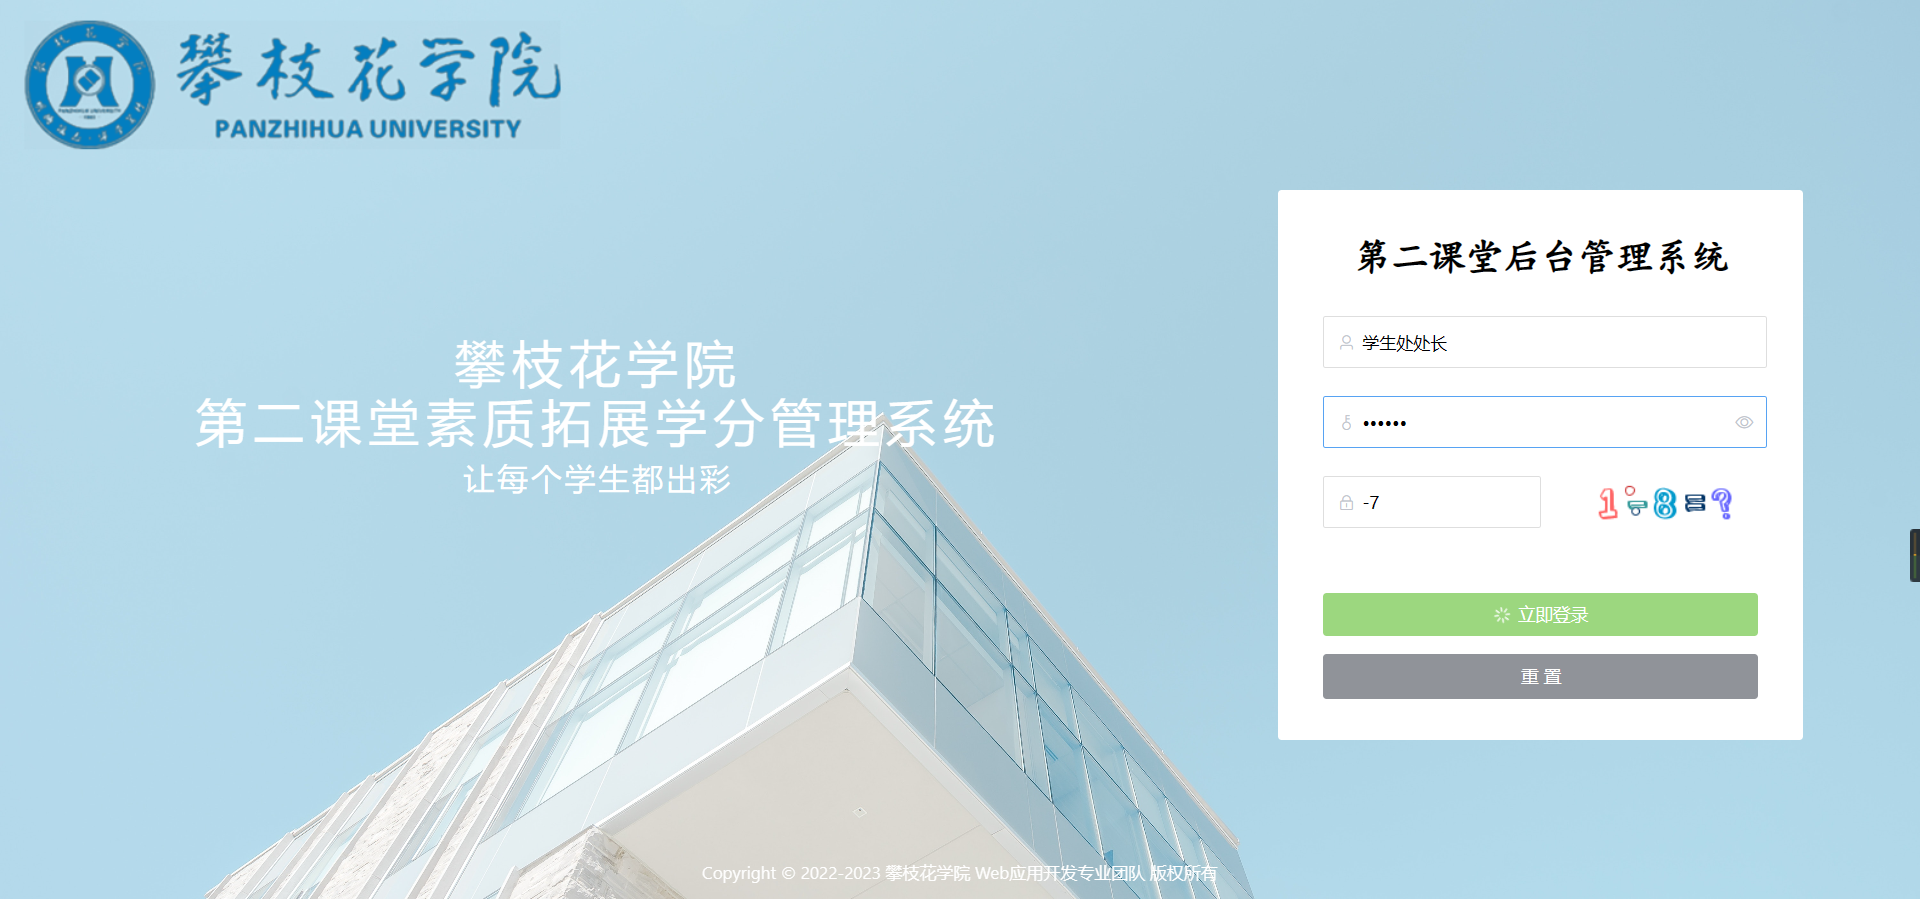 攀枝花学院
PANZHIHUA UNIVERSITY
攀枝花学院
第二课堂素质拓展学分管理系统
让每个学生都出彩
第二课堂后台管理系统
学生处处长
••••••
-7
1-8=?
立即登录
重 置
Copyright © 2022-2023 攀枝花学院 Web应用开发专业团队 版权所有